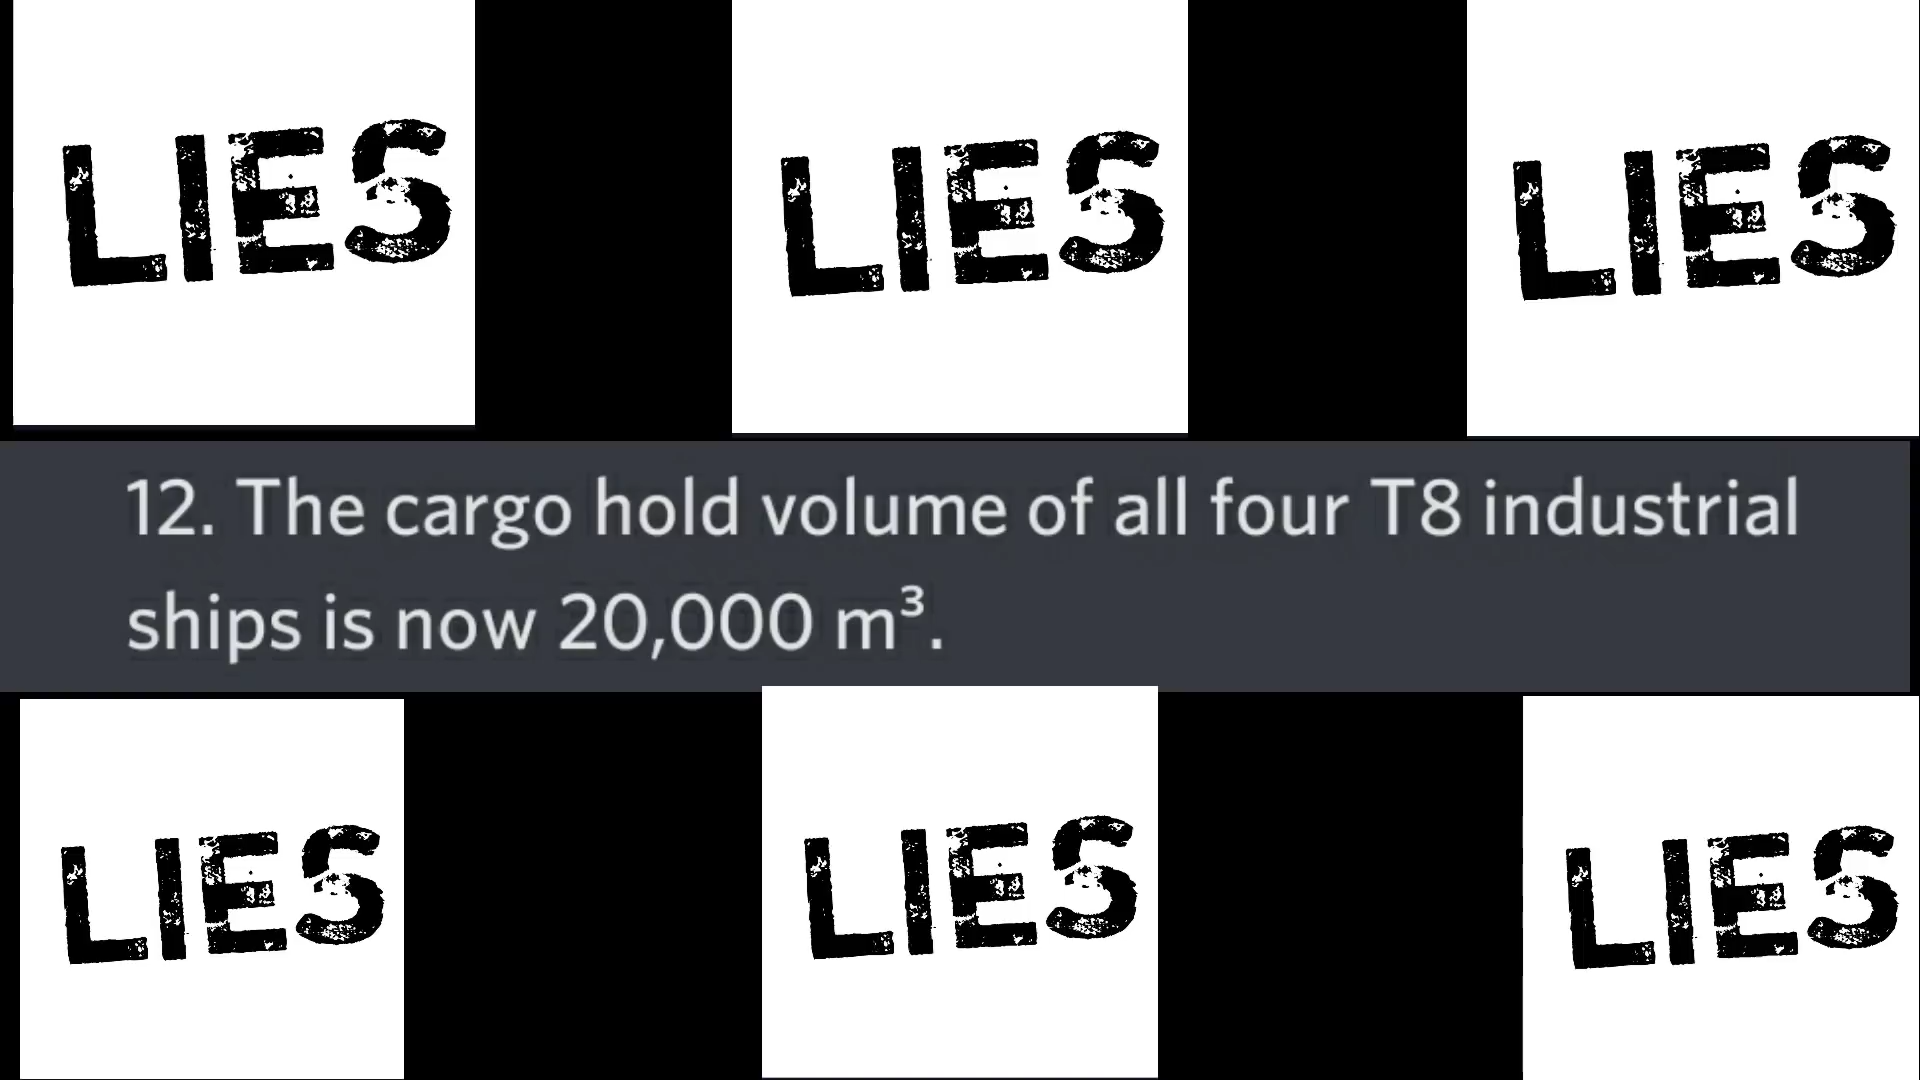 LIES LIES LIES
12. The cargo hold volume of all four T8 industrial
ships is now 20,000 m³.
LIES LIES LIES